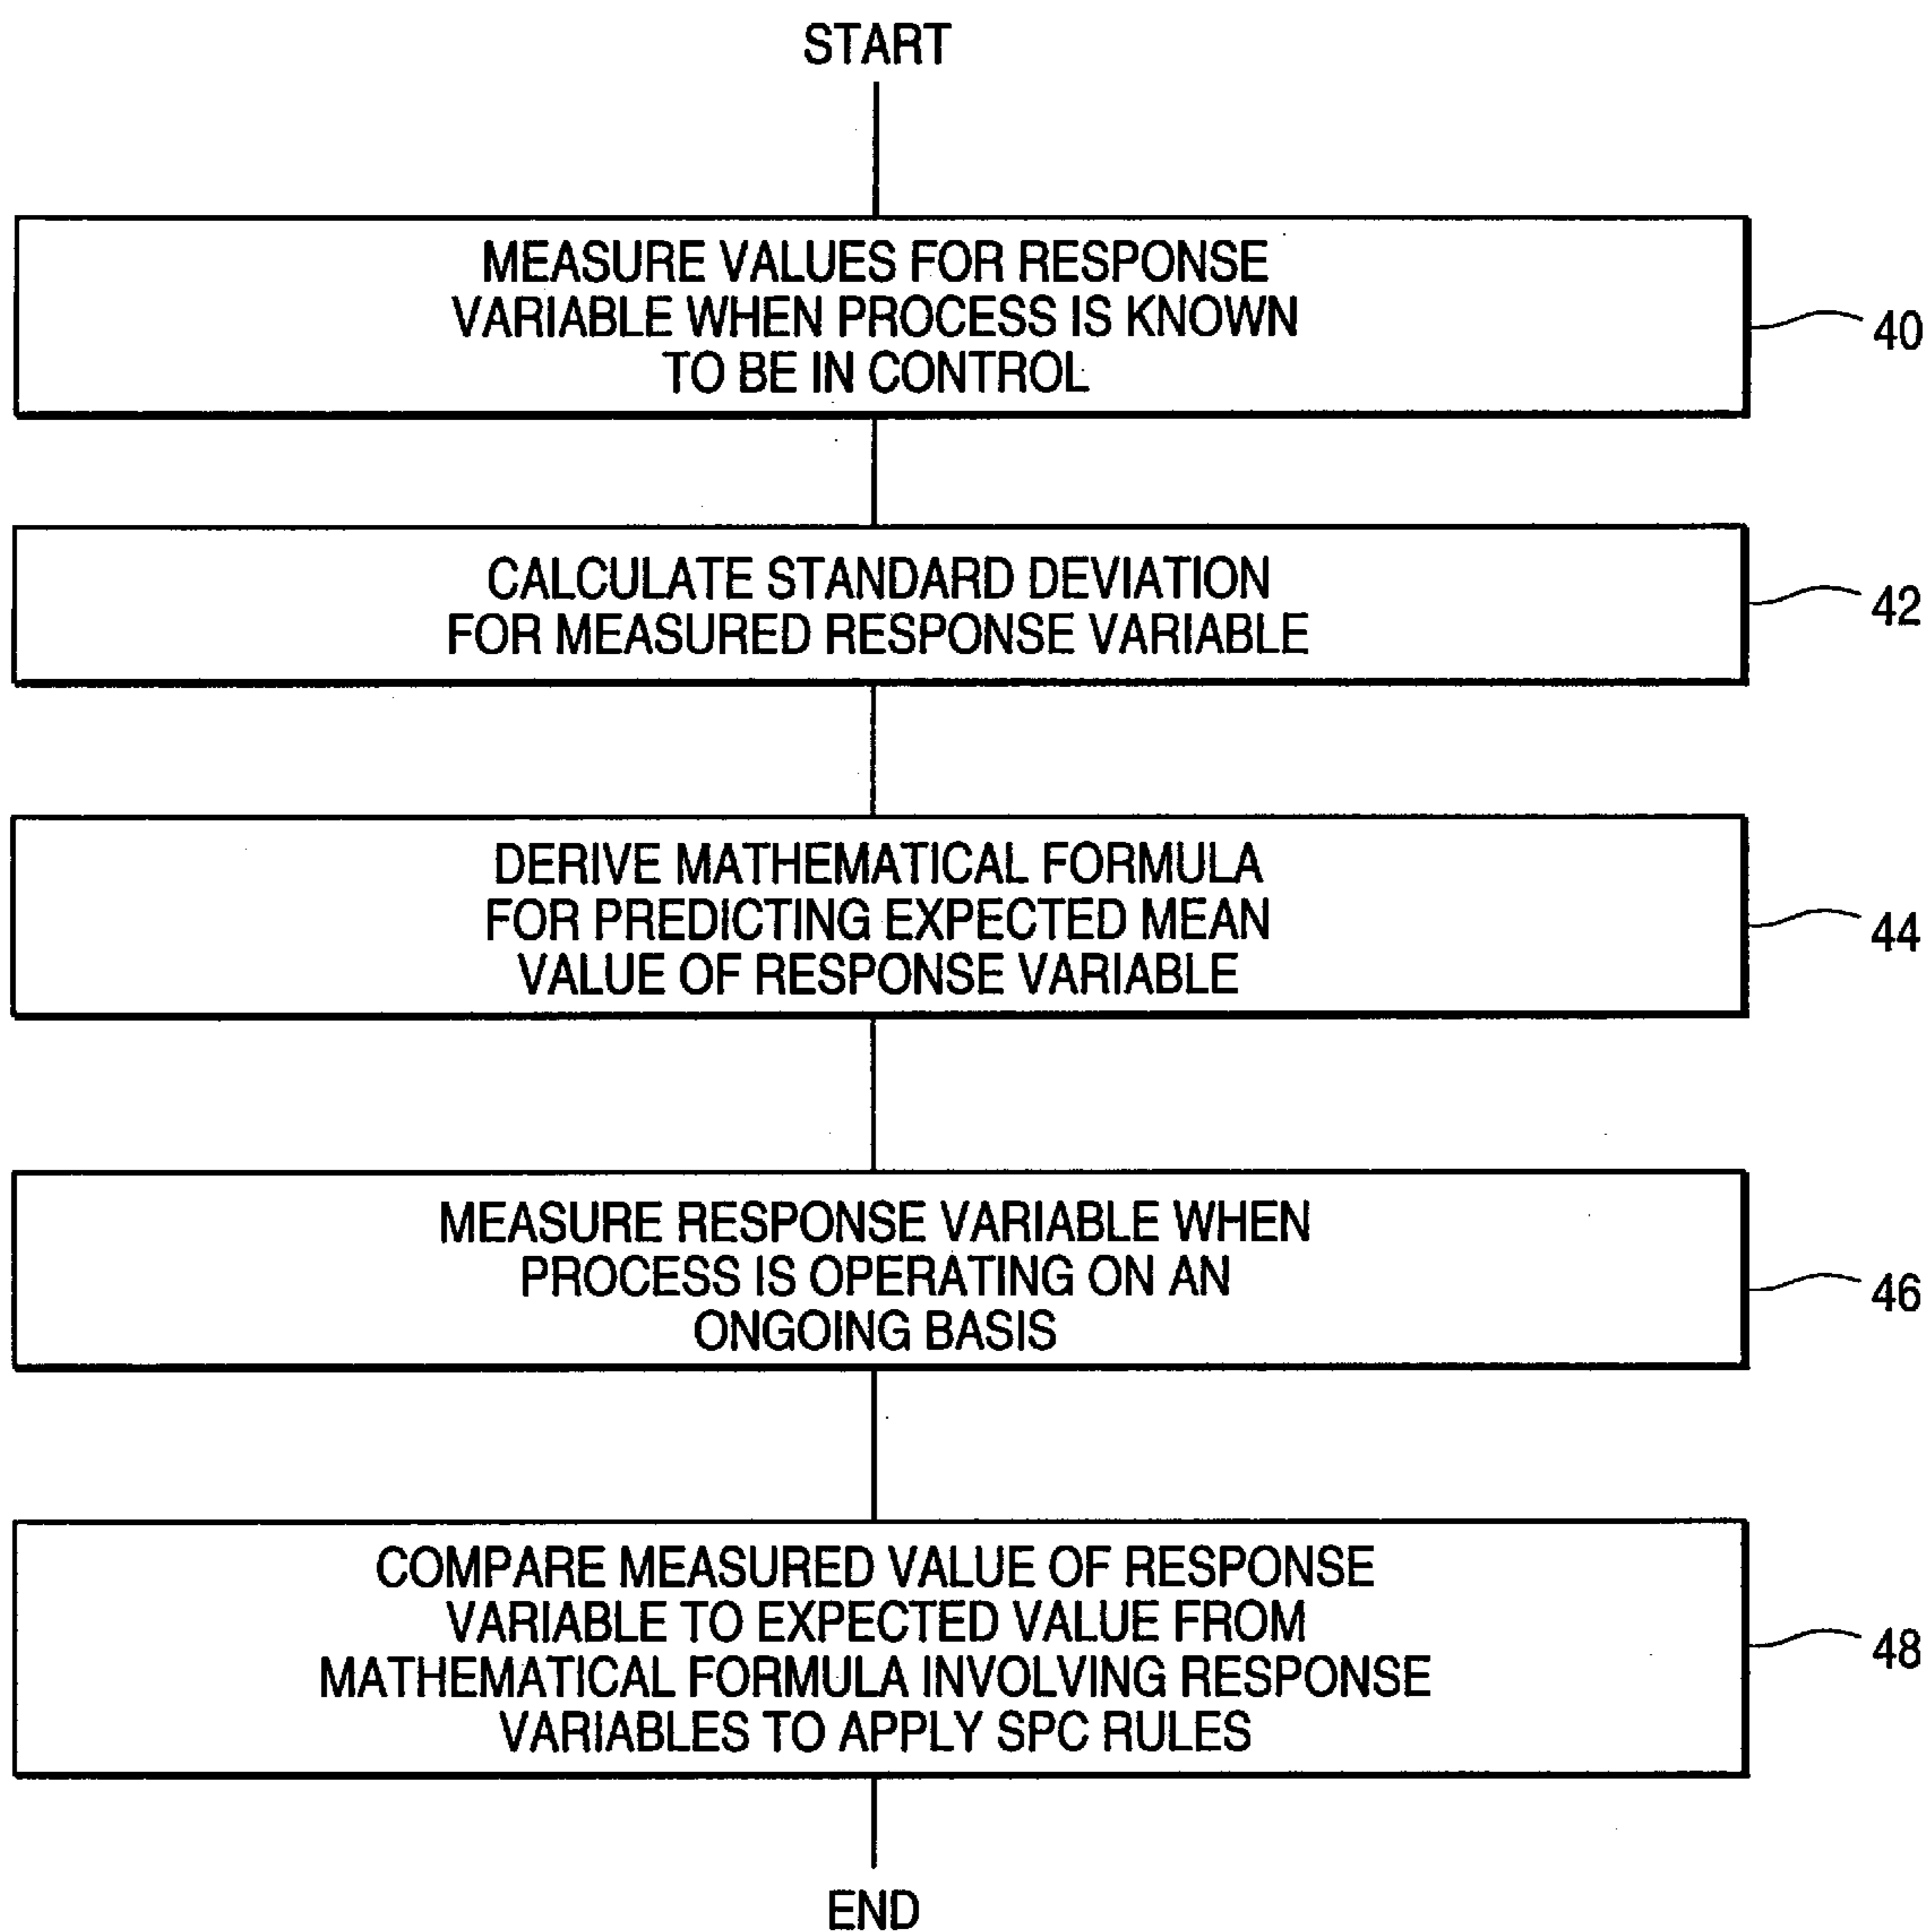 START
MEASURE VALUES FOR RESPONSE
VARIABLE WHEN PROCESS IS KNOWN
TO BE IN CONTROL
40
CALCULATE STANDARD DEVIATION
FOR MEASURED RESPONSE VARIABLE
42
DERIVE MATHEMATICAL FORMULA
FOR PREDICTING EXPECTED MEAN
VALUE OF RESPONSE VARIABLE
44
MEASURE RESPONSE VARIABLE WHEN
PROCESS IS OPERATING ON AN
ONGOING BASIS
46
COMPARE MEASURED VALUE OF RESPONSE
VARIABLE TO EXPECTED VALUE FROM
MATHEMATICAL FORMULA INVOLVING RESPONSE
VARIABLES TO APPLY SPC RULES
48
END